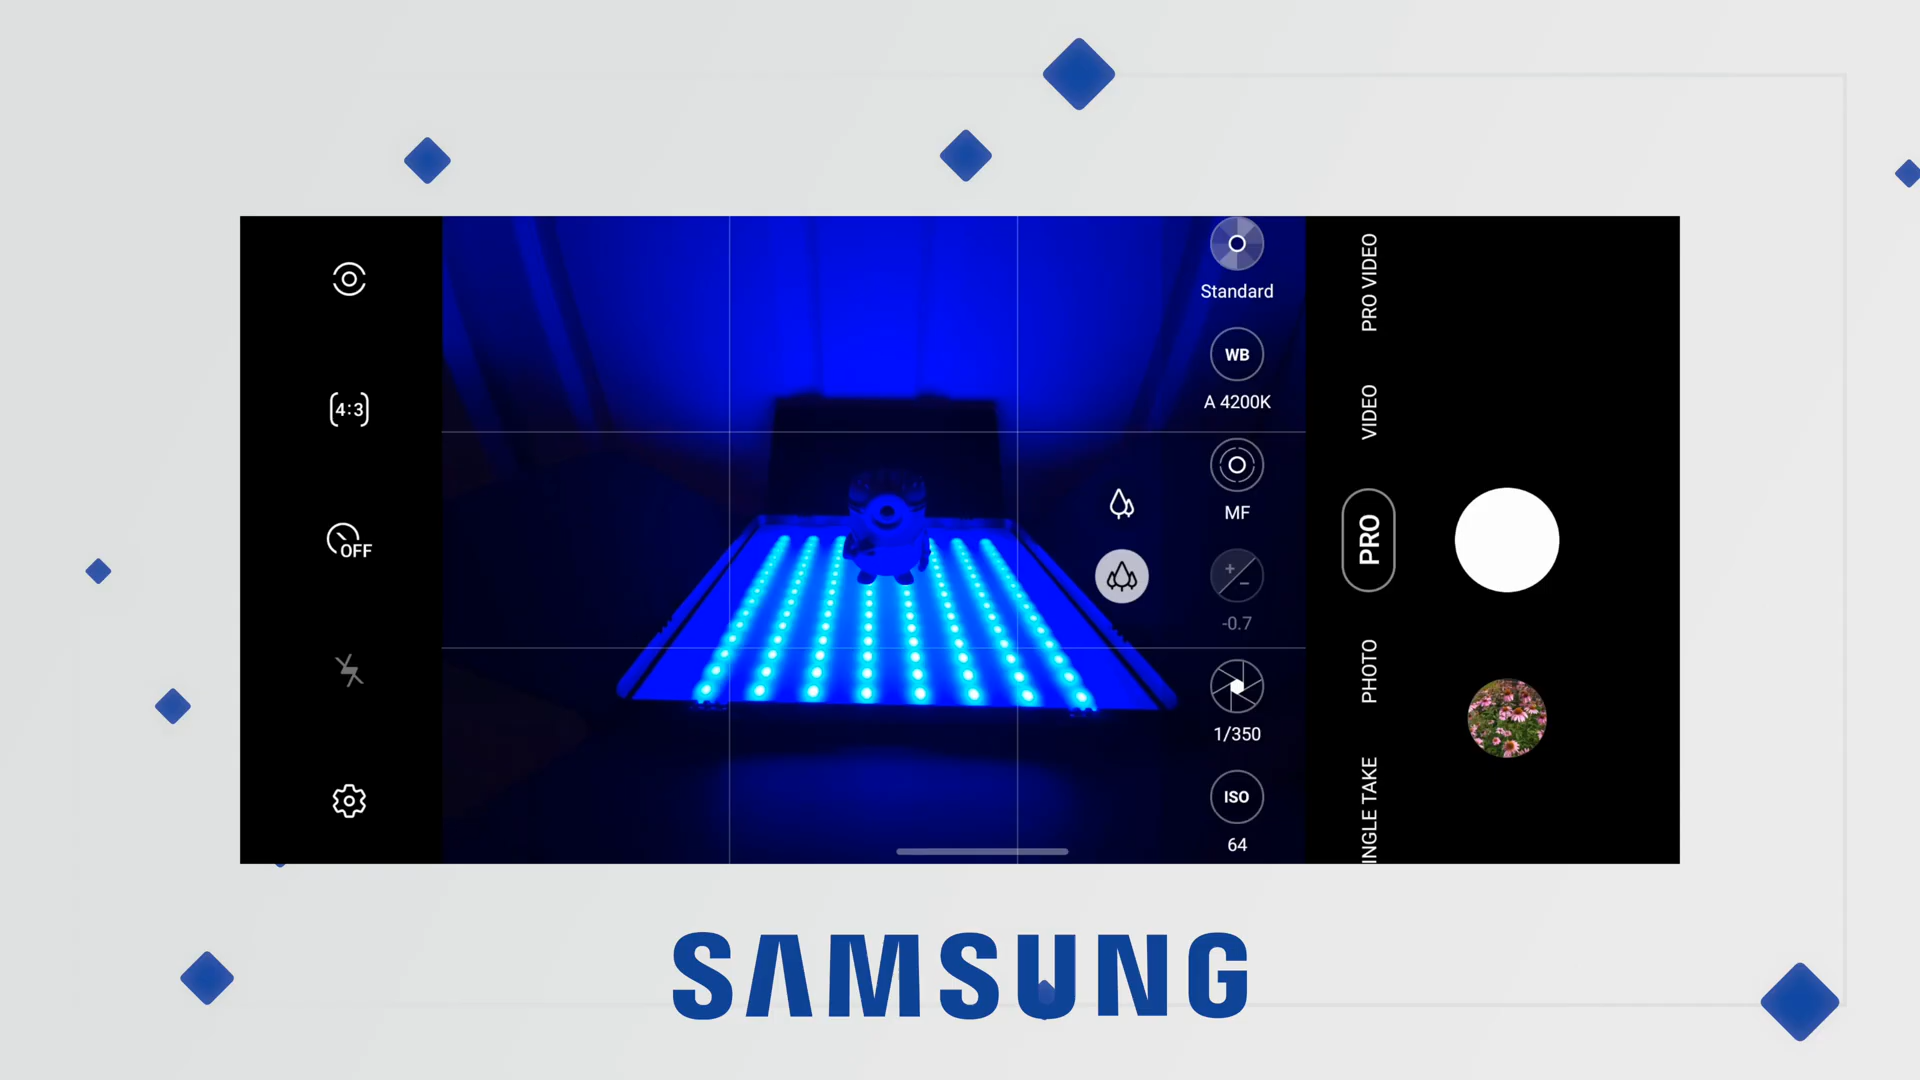 4:3
OFF
Standard
WB
A 4200K
MF
-0.7
1/350
ISO
64
PRO VIDEO
VIDEO
PRO
PHOTO
INGLE TAKE
SAMSUNG